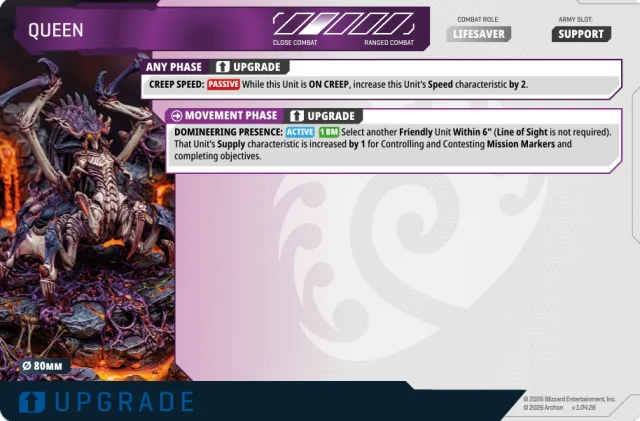 QUEEN
CLOSE COMBAT
RANGED COMBAT
COMBAT ROLE:
LIFESAVER
ARMY SLOT:
SUPPORT
ANY PHASE UPGRADE
CREEP SPEED: PASSIVE While this Unit is ON CREEP, increase this Unit's Speed characteristic by 2.
MOVEMENT PHASE UPGRADE
DOMINEERING PRESENCE: ACTIVE 1 BM Select another Friendly Unit Within 6" (Line of Sight is not required).
That Unit's Supply characteristic is increased by 1 for Controlling and Contesting Mission Markers and
completing objectives.
Ø 80MM
UPGRADE
© 2026 Blizzard Entertainment, Inc.
© 2026 Archon v 1.04.26